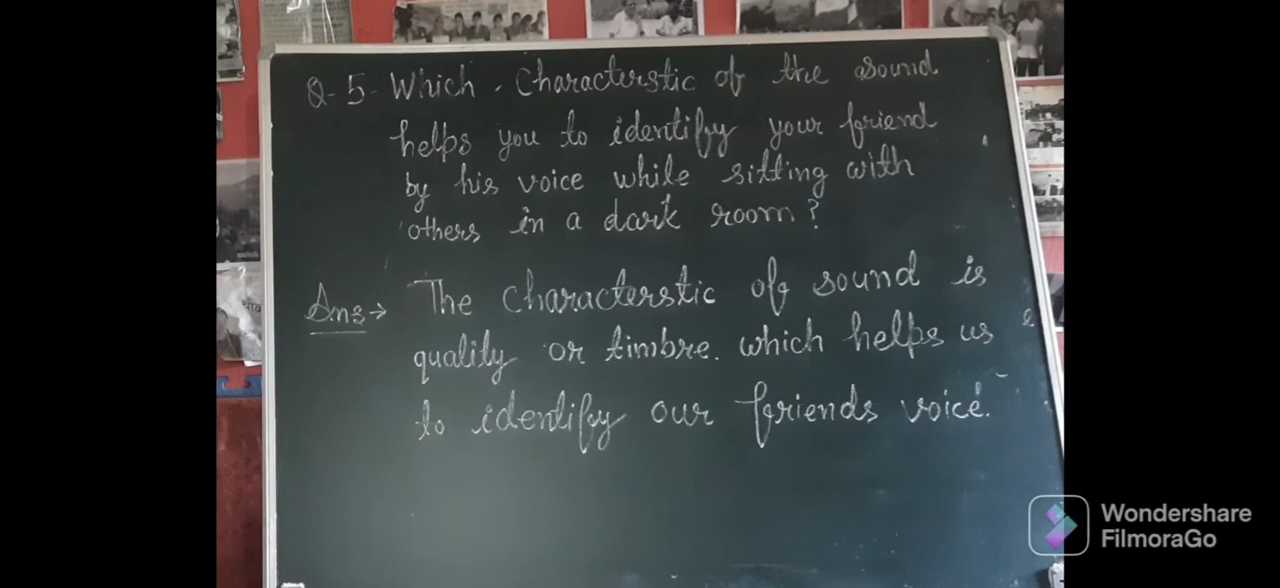 Q-5- Which. Characterstic of the sound
helps you to identify your friend
by his voice while sitting with
others in a dark room?
Ans→ The characterstic of sound is
quality or timbre. which helps us
to identify our friends voice.
Wondershare
FilmoraGo